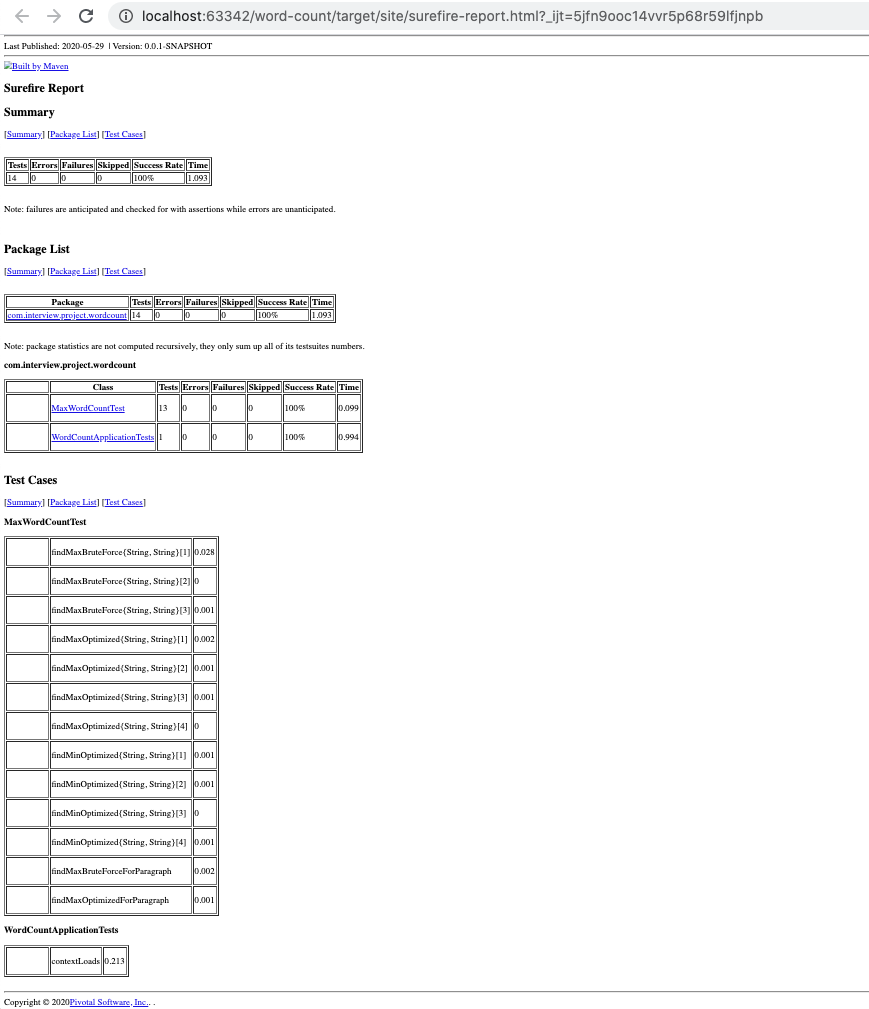 localhost:63342/word-count/target/site/surefire-report.html?_ijt=5jfn9ooc14vvr5p68r59lfjnpb
Last Published: 2020-05-29 | Version: 0.0.1-SNAPSHOT
Built by Maven
Surefire Report
Summary
[Summary] [Package List] [Test Cases]
Tests Errors Failures Skipped Success Rate Time
14 0 0 0 100% 1.093
Note: failures are anticipated and checked for with assertions while errors are unanticipated.
Package List
[Summary] [Package List] [Test Cases]
Package Tests Errors Failures Skipped Success Rate Time
com.interview.project.wordcount 14 0 0 0 100% 1.093
Note: package statistics are not computed recursively, they only sum up all of its testsuites numbers.
com.interview.project.wordcount
Class Tests Errors Failures Skipped Success Rate Time
MaxWordCountTest 13 0 0 0 100% 0.099
WordCountApplicationTests 1 0 0 0 100% 0.994
Test Cases
[Summary] [Package List] [Test Cases]
MaxWordCountTest
findMaxBruteForce{String, String}[1] 0.028
findMaxBruteForce{String, String}[2] 0
findMaxBruteForce{String, String}[3] 0.001
findMaxOptimized{String, String}[1] 0.002
findMaxOptimized{String, String}[2] 0.001
findMaxOptimized{String, String}[3] 0.001
findMaxOptimized{String, String}[4] 0
findMinOptimized{String, String}[1] 0.001
findMinOptimized{String, String}[2] 0.001
findMinOptimized{String, String}[3] 0
findMinOptimized{String, String}[4] 0.001
findMaxBruteForceForParagraph 0.002
findMaxOptimizedForParagraph 0.001
WordCountApplicationTests
contextLoads 0.213
Copyright © 2020Pivotal Software, Inc.. .